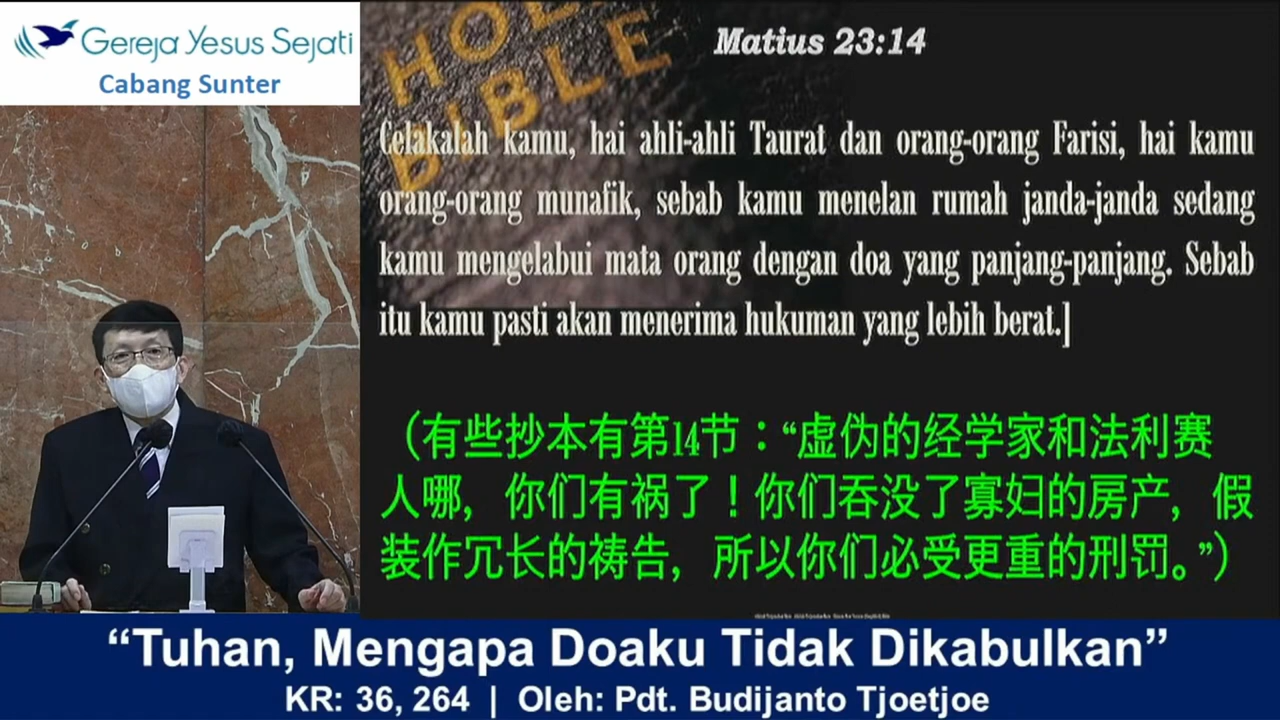 Gereja Yesus Sejati
Cabang Sunter
HOLY
BIBLE
Matius 23:14
Celakalah kamu, hai ahli-ahli Taurat dan orang-orang Farisi, hai kamu
orang-orang munafik, sebab kamu menelan rumah janda-janda sedang
kamu mengelabui mata orang dengan doa yang panjang-panjang. Sebab
itu kamu pasti akan menerima hukuman yang lebih berat.]
（有些抄本有第14节：“虚伪的经学家和法利赛
人哪，你们有祸了！你们吞没了寡妇的房产，假
装作冗长的祷告，所以你们必受更重的刑罚。”）
“Tuhan, Mengapa Doaku Tidak Dikabulkan”
KR: 36, 264 | Oleh: Pdt. Budijanto Tjoetjoe